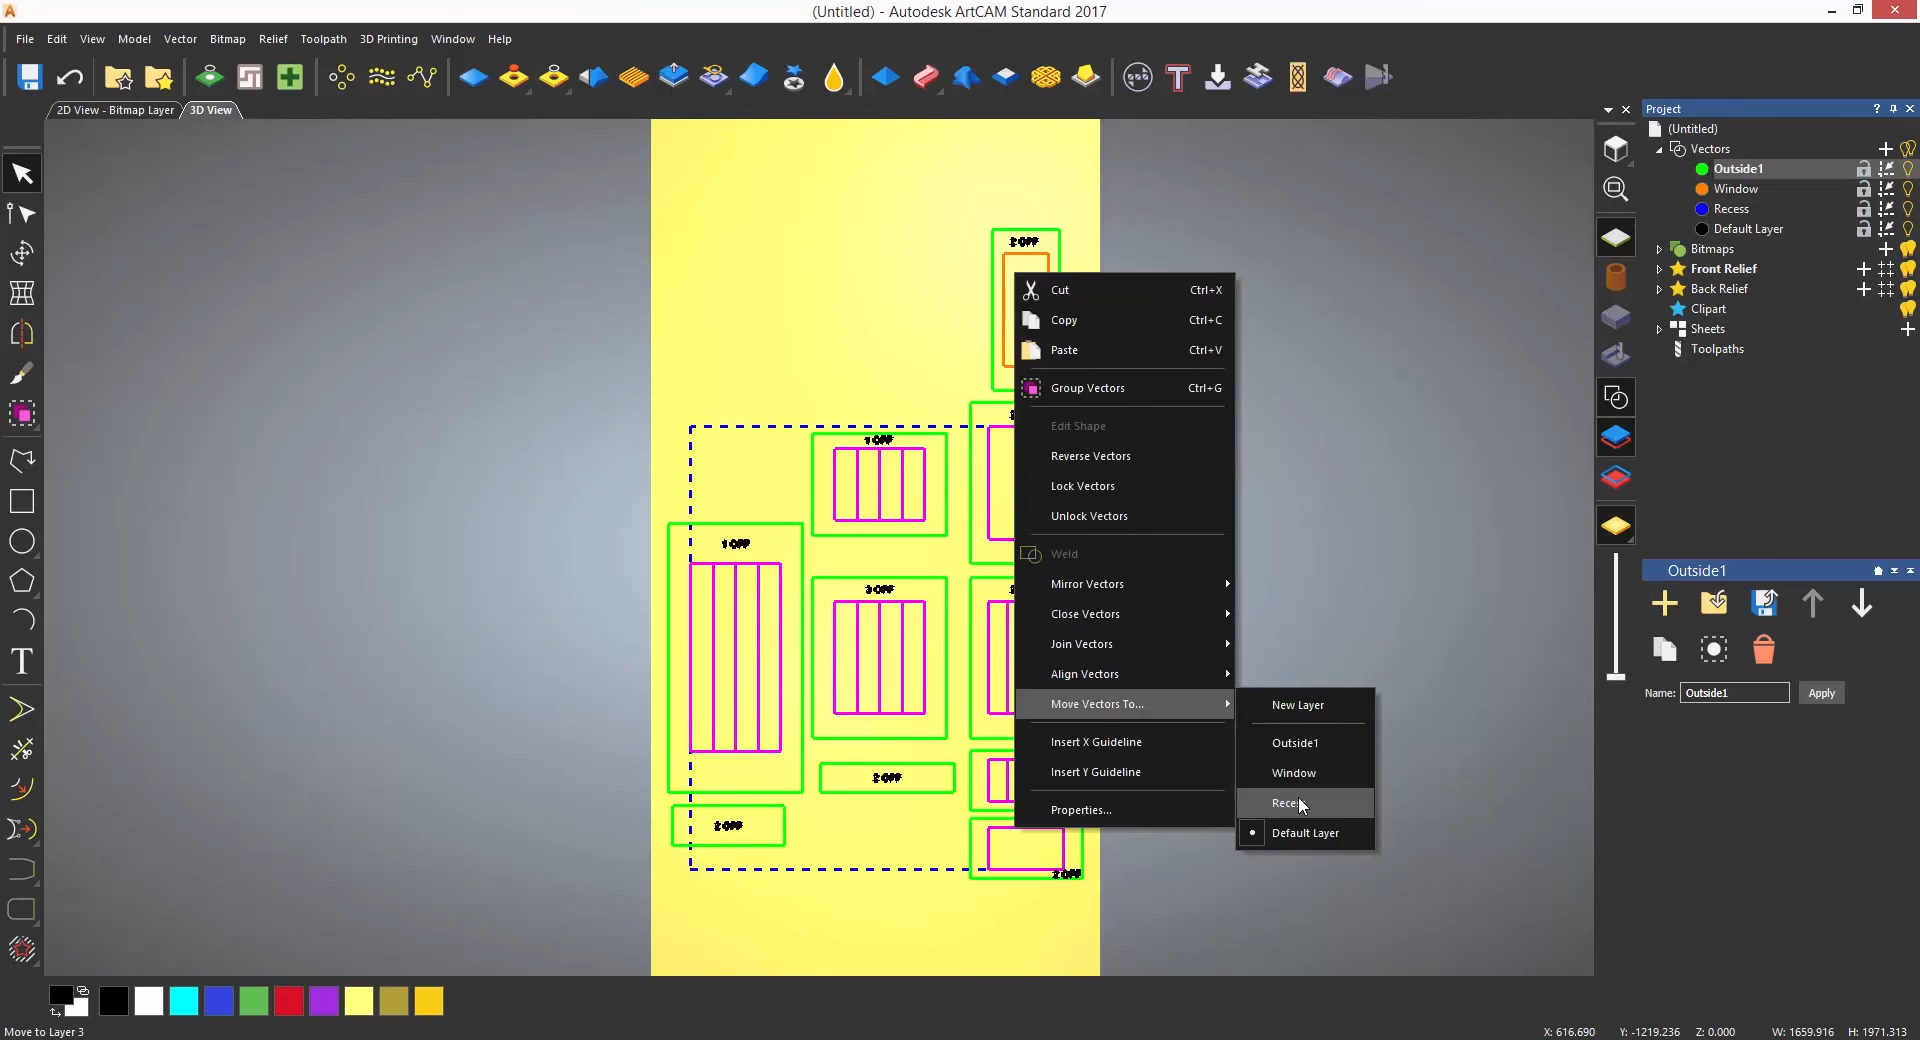 (Untitled) - Autodesk ArtCAM Standard 2017
File Edit View Model Vector Bitmap Relief Toolpath 3D Printing Window Help
2D View - Bitmap Layer 3D View
Project
(Untitled)
Vectors
Outside1
Window
Recess
Default Layer
Bitmaps
Front Relief
Back Relief
Clipart
Sheets
Toolpaths
2 OFF
Cut Ctrl+X
Copy Ctrl+C
Paste Ctrl+V
Group Vectors Ctrl+G
Edit Shape
Reverse Vectors
Lock Vectors
Unlock Vectors
Weld
Mirror Vectors
Close Vectors
Join Vectors
Align Vectors
Move Vectors To...
Insert X Guideline
Insert Y Guideline
Properties...
New Layer
Outside1
Window
Default Layer
1 OFF
1 OFF
2 OFF
2 OFF
2 OFF
Outside1
Name: Outside1 Apply
T
Move to Layer 3
X: 616.690 Y: -1219.236 Z: 0.000 W: 1659.916 H: 1971.313